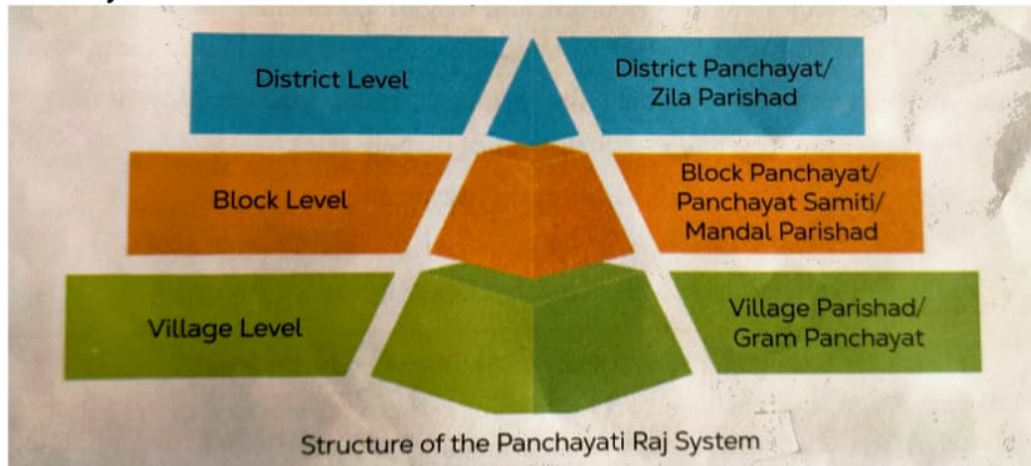 District Level
District Panchayat/
Zila Parishad
Block Level
Block Panchayat/
Panchayat Samiti/
Mandal Parishad
Village Level
Village Parishad/
Gram Panchayat
Structure of the Panchayati Raj System